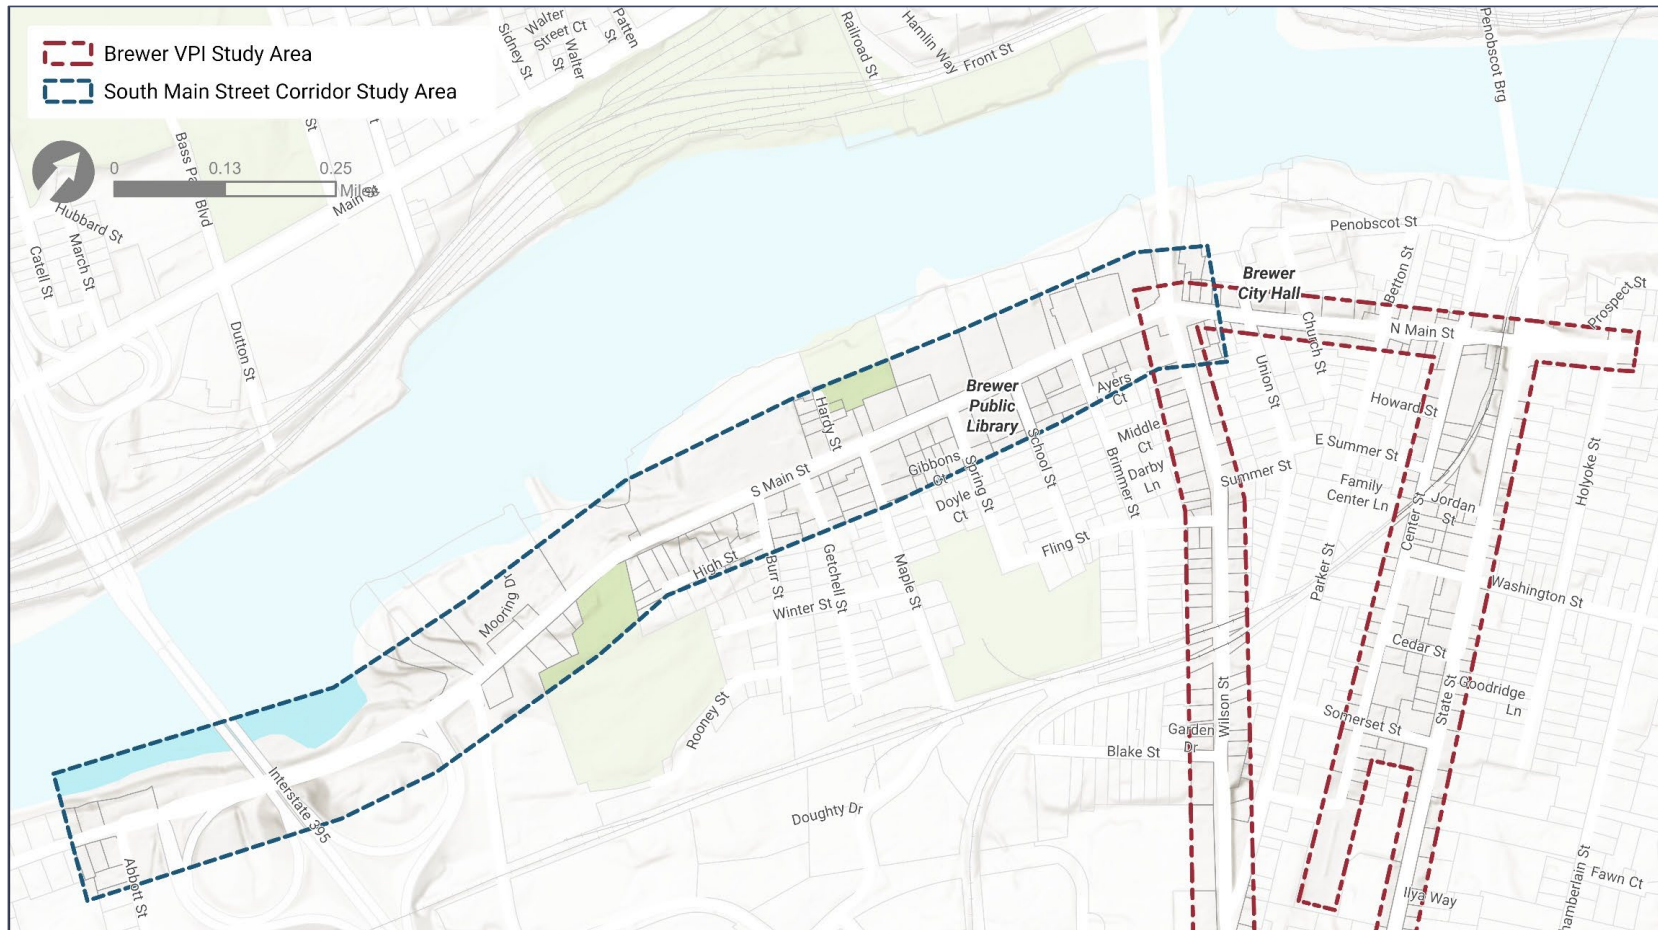 Brewer VPI Study Area
South Main Street Corridor Study Area
0
0.13
0.25
Miles
Sidney St
Walter
Street Ct
Walter
St
Patten
St
Railroad St
Hamlin Way
Front St
Penobscot Brg
St
Bass Park
Blvd
Main St
Hubbard St
March St
Catell St
Dutton St
Penobscot St
Betton St
Prospect St
Brewer
City Hall
N Main St
Church St
Union St
Howard St
E Summer St
Summer St
Family
Center Ln
Jordan
St
Center St
Holyoke St
Brewer
Public
Library
Ayers
Ct
Hardy St
Middle
Ct
Darby
Ln
Brimmer St
School St
Spring St
Gibbons
Ct
Doyle
Ct
S Main St
High St
Burr St
Getchell St
Maple St
Winter St
Fling St
Parker St
Washington St
Cedar St
Goodridge
Ln
State St
Somerset St
Wilson St
Garden
Dr
Blake St
Rooney St
Mooring Dr
Doughty Dr
Interstate 395
Abbott St
Ilya Way
Fawn Ct
hamberlain St